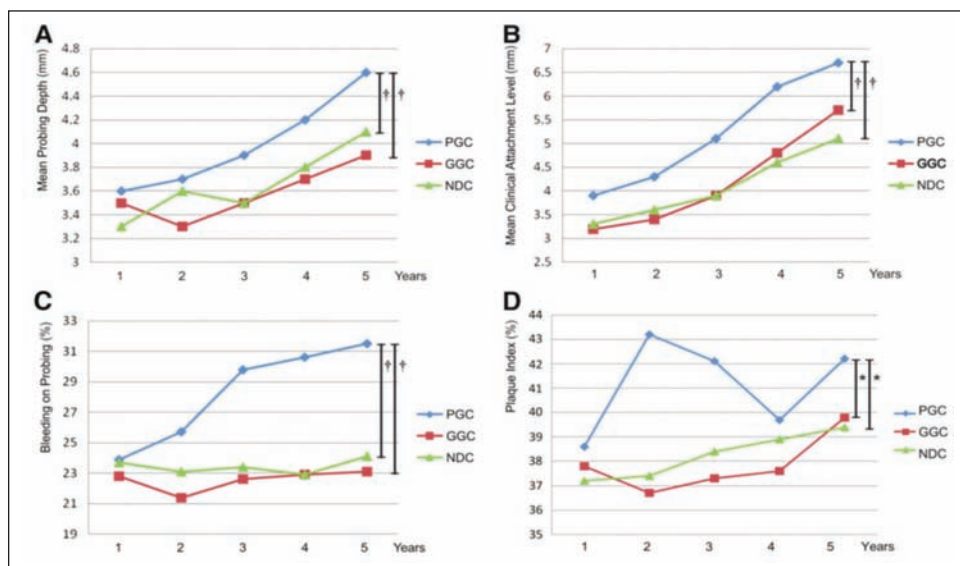 A
Mean Probing Depth (mm)
4.8
4.6
4.4
4.2
4
3.8
3.6
3.4
3.2
3
1 2 3 4 5 Years
† †
PGC
GGC
NDC
B
Mean Clinical Attachment Level (mm)
7
6.5
6
5.5
5
4.5
4
3.5
3
2.5
1 2 3 4 5 Years
† †
PGC
GGC
NDC
C
Bleeding on Probing (%)
33
31
29
27
25
23
21
19
1 2 3 4 5 Years
† †
PGC
GGC
NDC
D
Plaque Index (%)
44
43
42
41
40
39
38
37
36
35
1 2 3 4 5 Years
* *
PGC
GGC
NDC